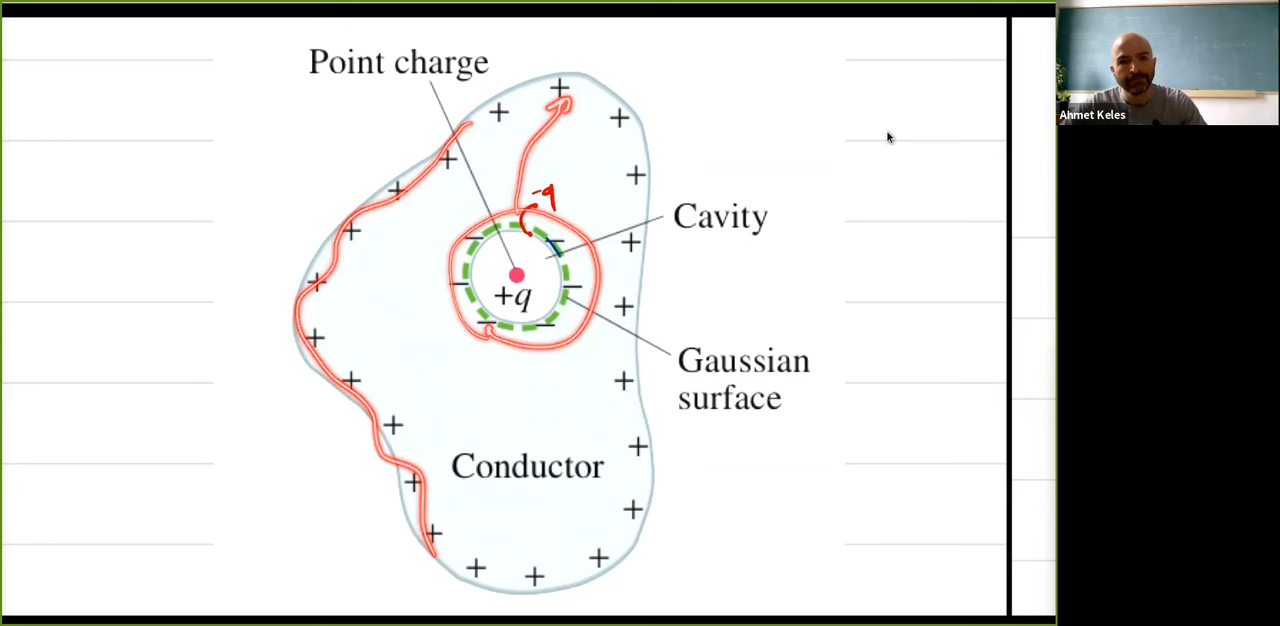 Point charge
-q
Cavity
+q
Gaussian
surface
Conductor
Ahmet Keles